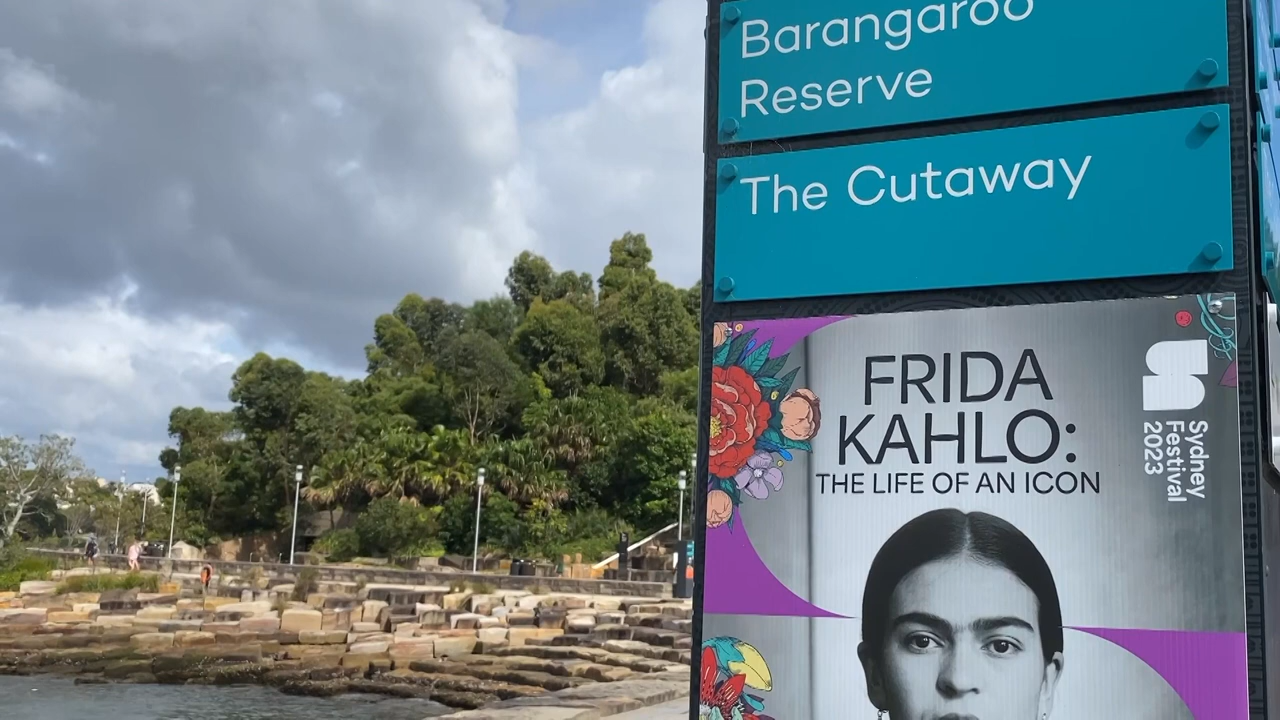 Barangaroo
Reserve
The Cutaway
FRIDA
KAHLO:
THE LIFE OF AN ICON
Sydney
Festival
2023